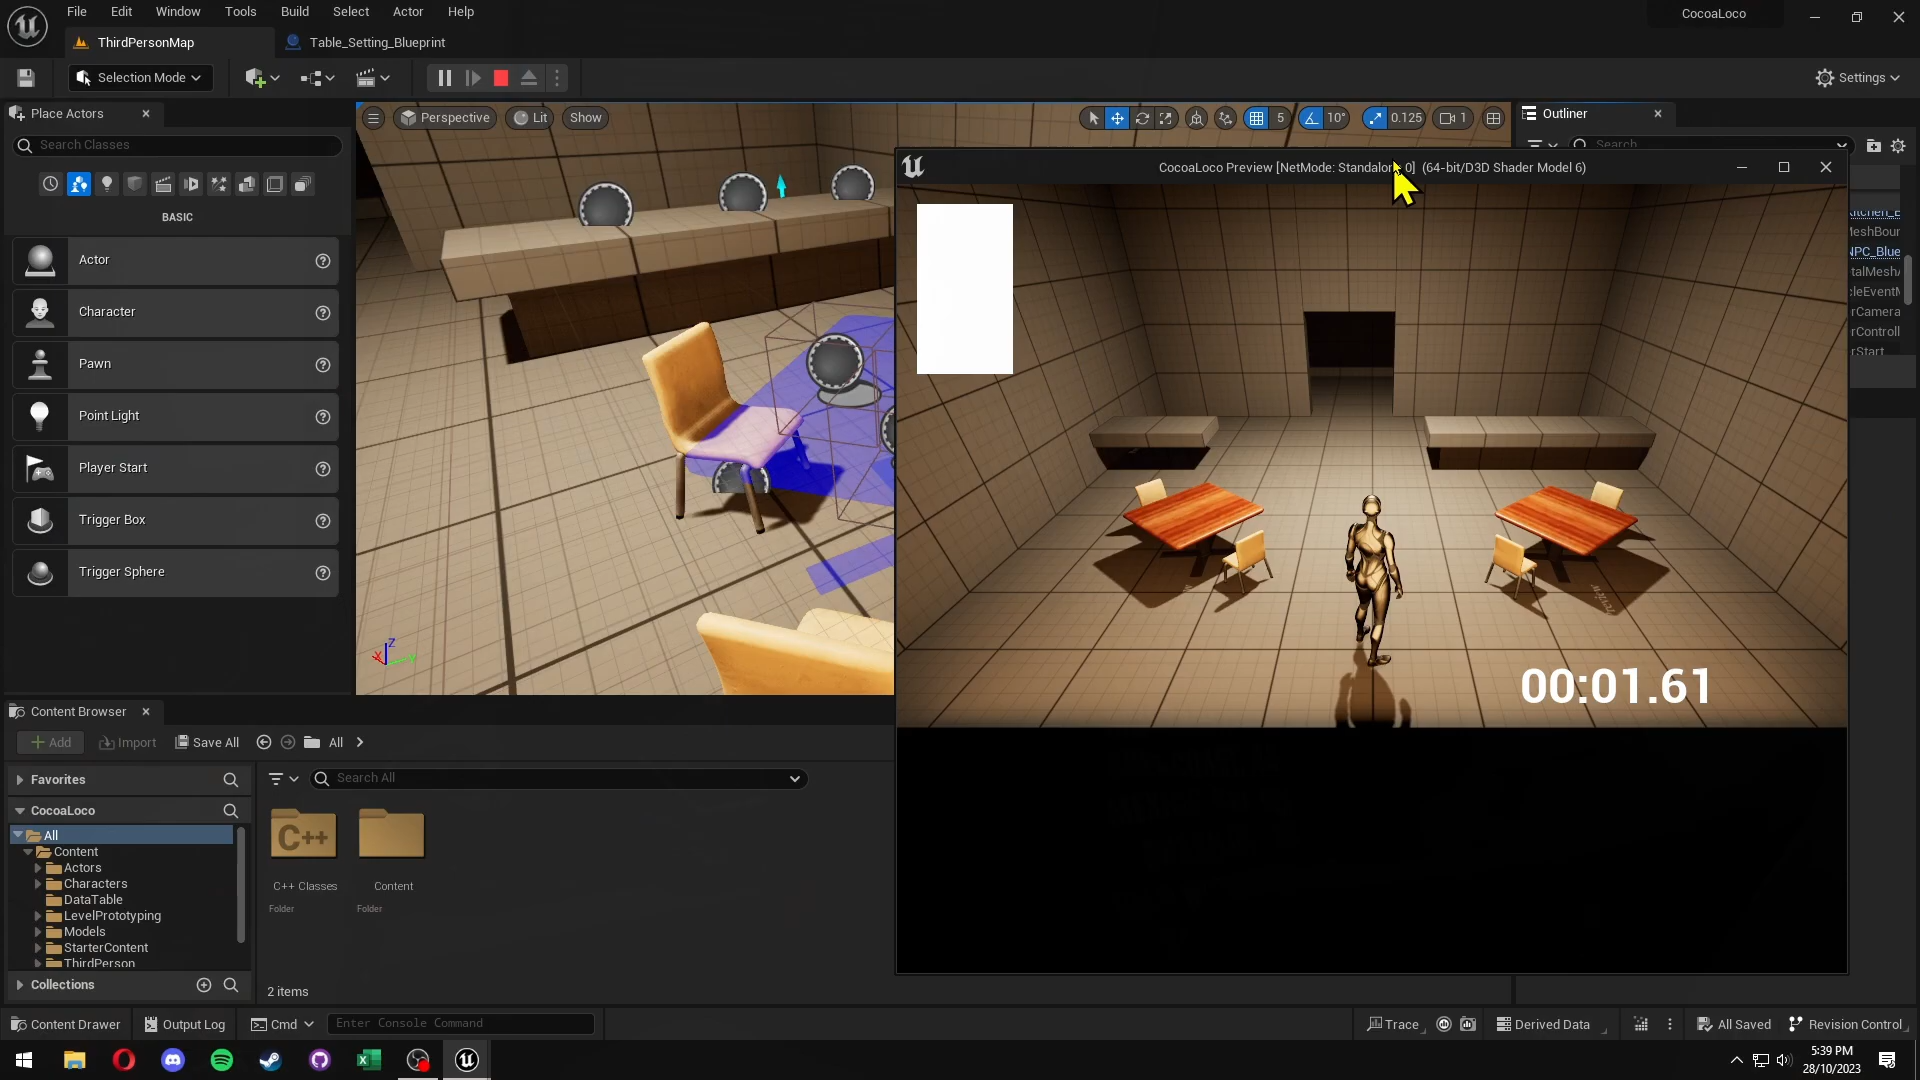 File Edit Window Tools Build Select Actor Help
CocoaLoco
ThirdPersonMap
Table_Setting_Blueprint
Selection Mode
Settings
Place Actors
Search Classes
BASIC
Actor
Character
Pawn
Point Light
Player Start
Trigger Box
Trigger Sphere
Perspective
Lit
Show
5
10°
0.125
1
Outliner
Search
CocoaLoco Preview [NetMode: Standalone 0] (64-bit/D3D Shader Model 6)
00:01.61
Preview
Z
X
Content Browser
Add
Import
Save All
All
Favorites
Search All
CocoaLoco
All
Content
Actors
Characters
DataTable
LevelPrototyping
Models
StarterContent
ThirdPerson
Collections
C++
C++ Classes
Folder
Content
Folder
2 items
Content Drawer
Output Log
Cmd
Enter Console Command
Trace
Derived Data
All Saved
Revision Control
5:39 PM
28/10/2023